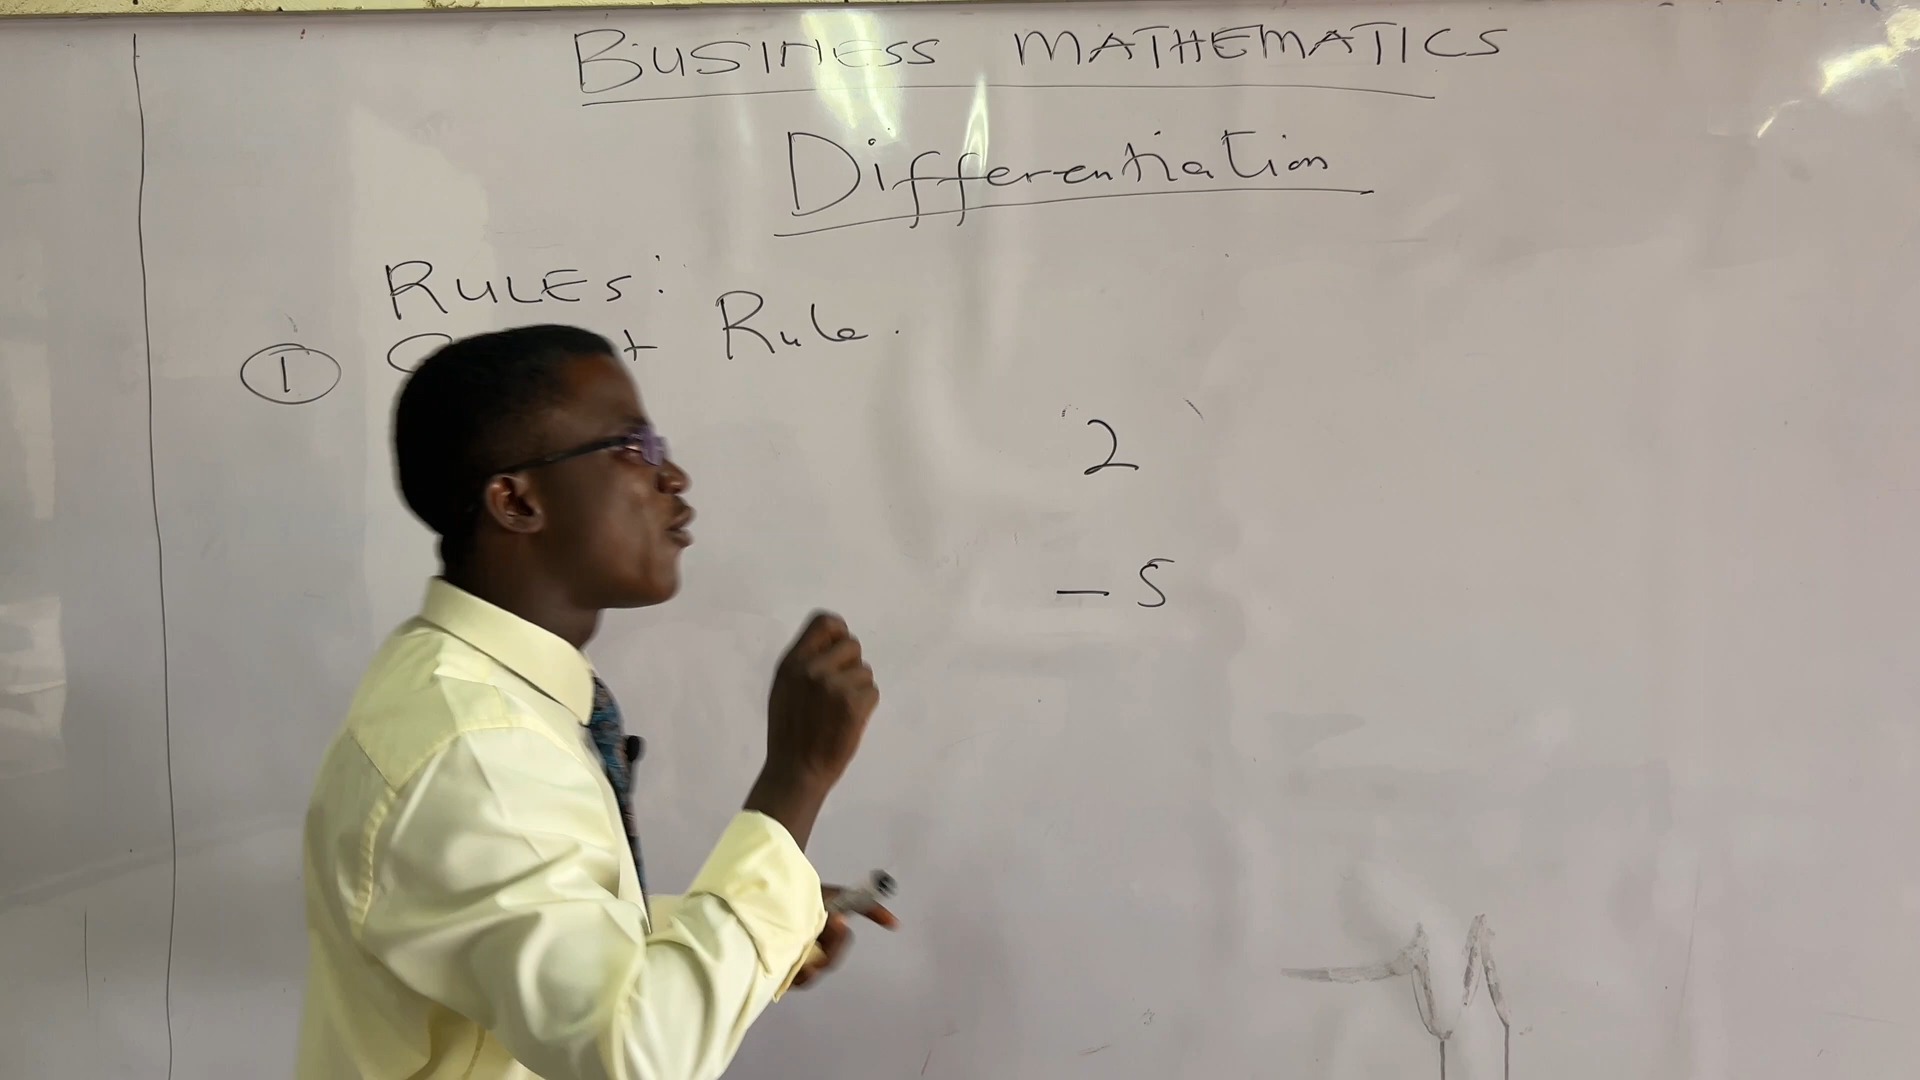 BUSINESS MATHEMATICS
Differentiation
RULES:
1 Rule.
2
- 5